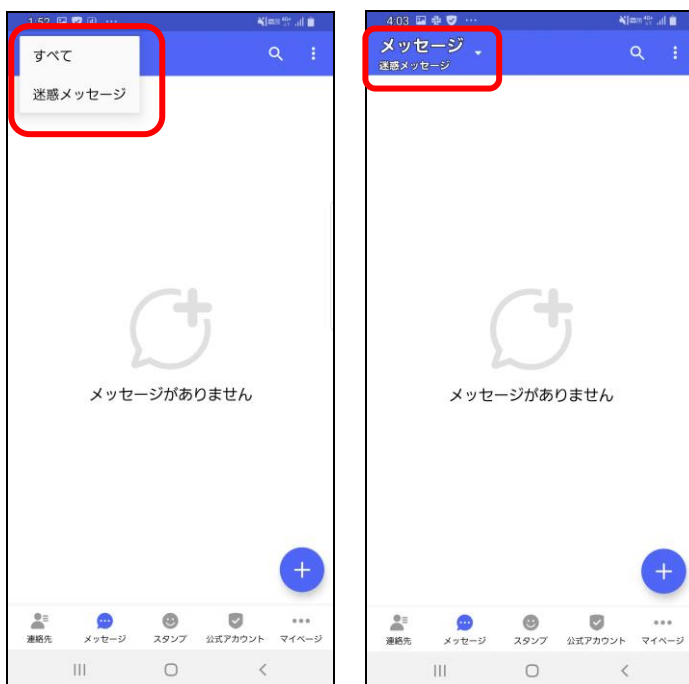 1:52
すべて
迷惑メッセージ
メッセージがありません
連絡先
メッセージ
スタンプ
公式アカウント
マイページ
4:03
メッセージ
迷惑メッセージ
メッセージがありません
連絡先
メッセージ
スタンプ
公式アカウント
マイページ